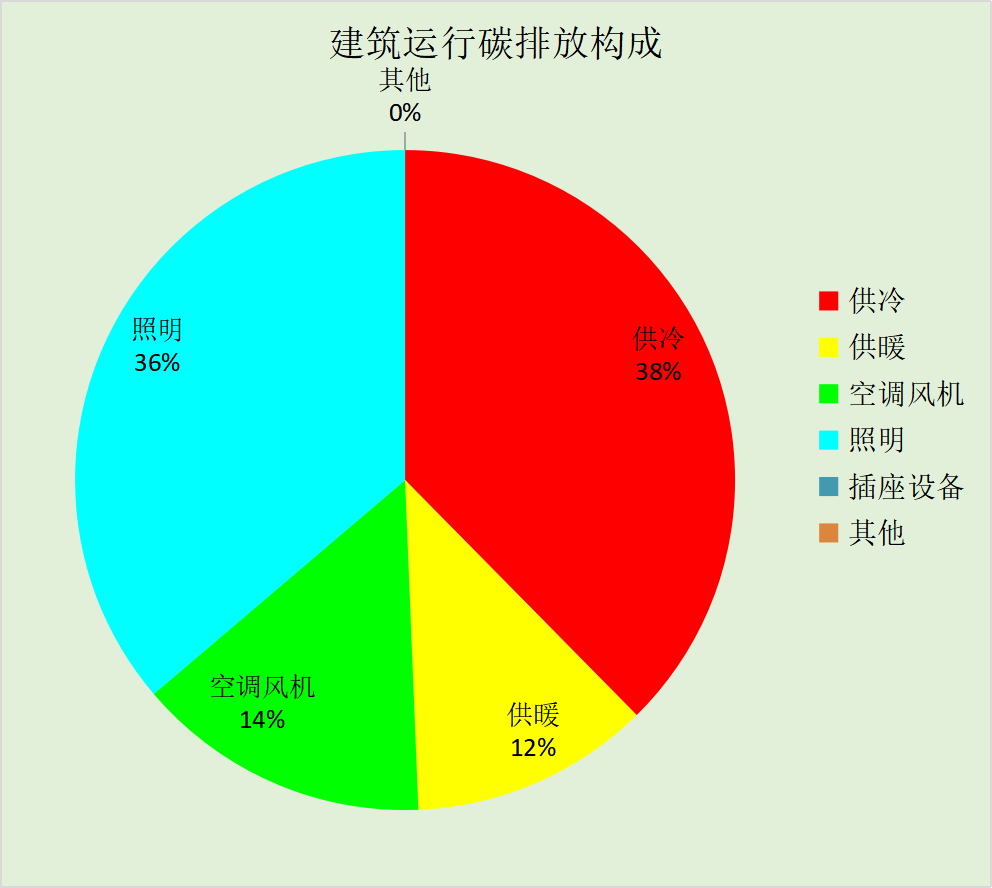 建筑运行碳排放构成
其他
0%
照明
36%
供冷
38%
空调风机
14%
供暖
12%
供冷
供暖
空调风机
照明
插座设备
其他